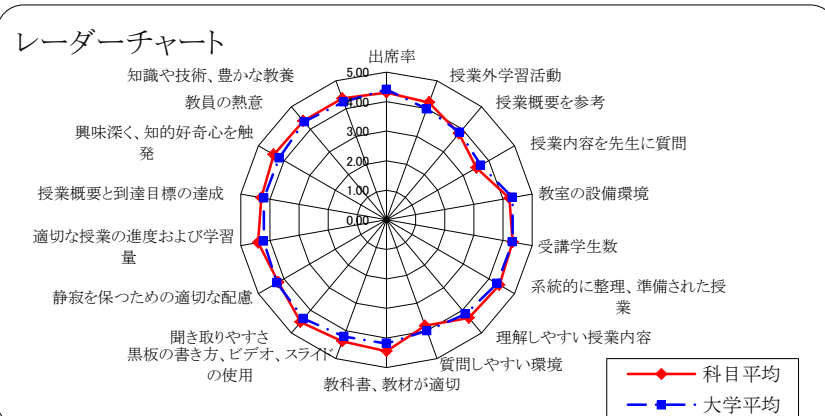 レーダーチャート
出席率
授業外学習活動
授業概要を参考
授業内容を先生に質問
教室の設備環境
受講学生数
系統的に整理、準備された授
業
理解しやすい授業内容
質問しやすい環境
教科書、教材が適切
黒板の書き方、ビデオ、スライド
の使用
聞き取りやすさ
静寂を保つための適切な配慮
適切な授業の進度および学習
量
授業概要と到達目標の達成
興味深く、知的好奇心を触
発
教員の熱意
知識や技術、豊かな教養
5.00
4.00
3.00
2.00
1.00
0.00
科目平均
大学平均